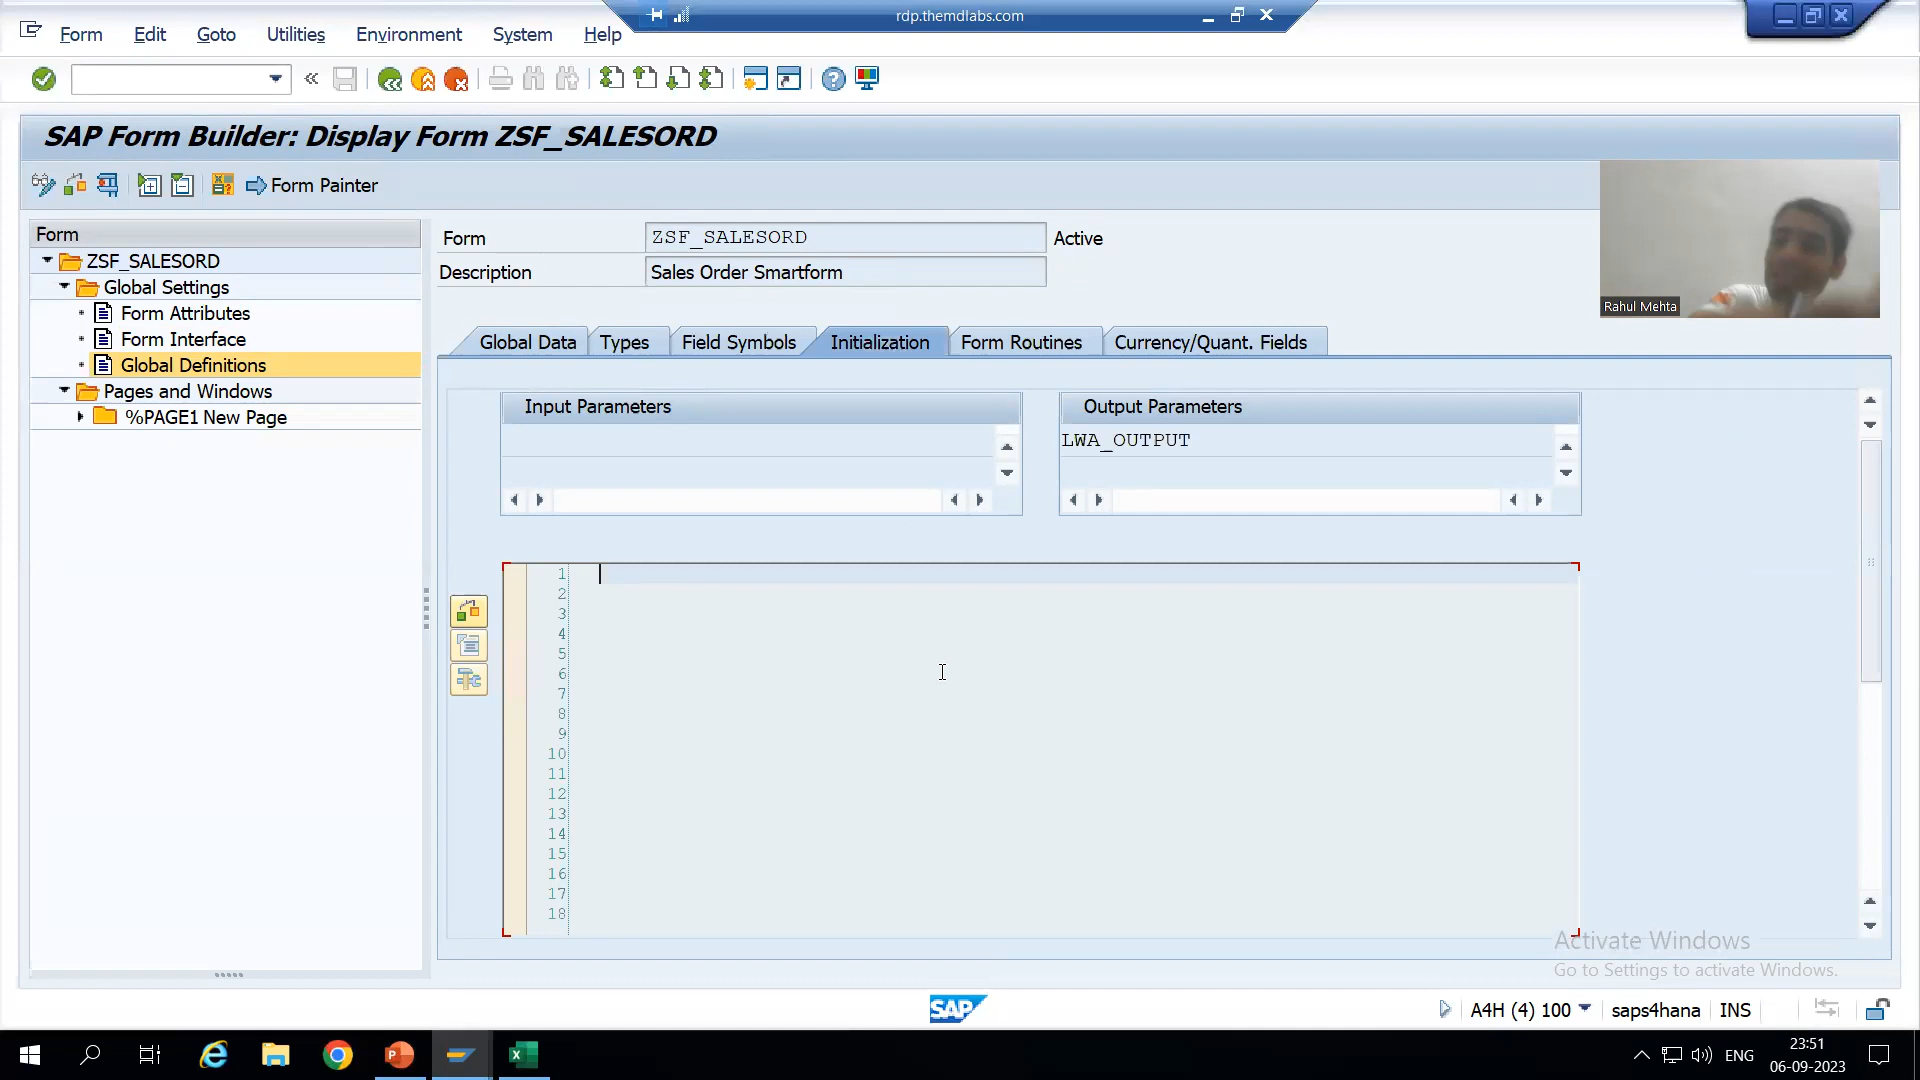 rdp.themdlabs.com
Form Edit Goto Utilities Environment System Help
SAP Form Builder: Display Form ZSF_SALESORD
Form Painter
Form
ZSF_SALESORD
Global Settings
Form Attributes
Form Interface
Global Definitions
Pages and Windows
%PAGE1 New Page
Form ZSF_SALESORD Active
Description Sales Order Smartform
Rahul Mehta
Global Data Types Field Symbols Initialization Form Routines Currency/Quant. Fields
Input Parameters Output Parameters
LWA_OUTPUT
1
2
3
4
5
6
7
8
9
10
11
12
13
14
15
16
17
18
Activate Windows
Go to Settings to activate Windows.
SAP A4H (4) 100 saps4hana INS
ENG 23:51
06-09-2023